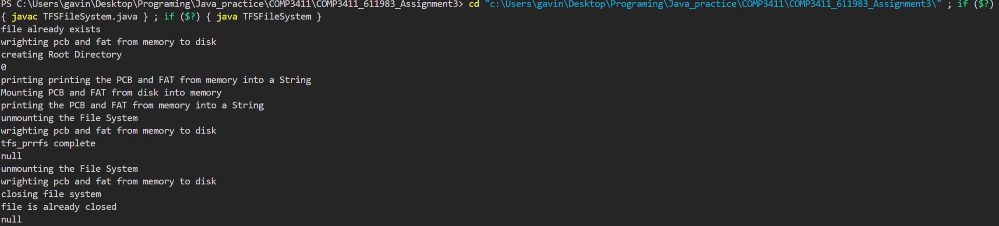 PS C:\Users\gavin\Desktop\Programing\Java_practice\COMP3411\COMP3411_611983_Assignment3> cd "c:\Users\gavin\Desktop\Programing\Java_practice\COMP3411\COMP3411_611983_Assignment3\" ; if ($?)
{ javac TFSFileSystem.java } ; if ($?) { java TFSFileSystem }
file already exists
wrighting pcb and fat from memory to disk
creating Root Directory
0
printing printing the PCB and FAT from memory into a String
Mounting PCB and FAT from disk into memory
printing the PCB and FAT from memory into a String
unmounting the File System
wrighting pcb and fat from memory to disk
tfs_prrfs complete
null
unmounting the File System
wrighting pcb and fat from memory to disk
closing file system
file is already closed
null